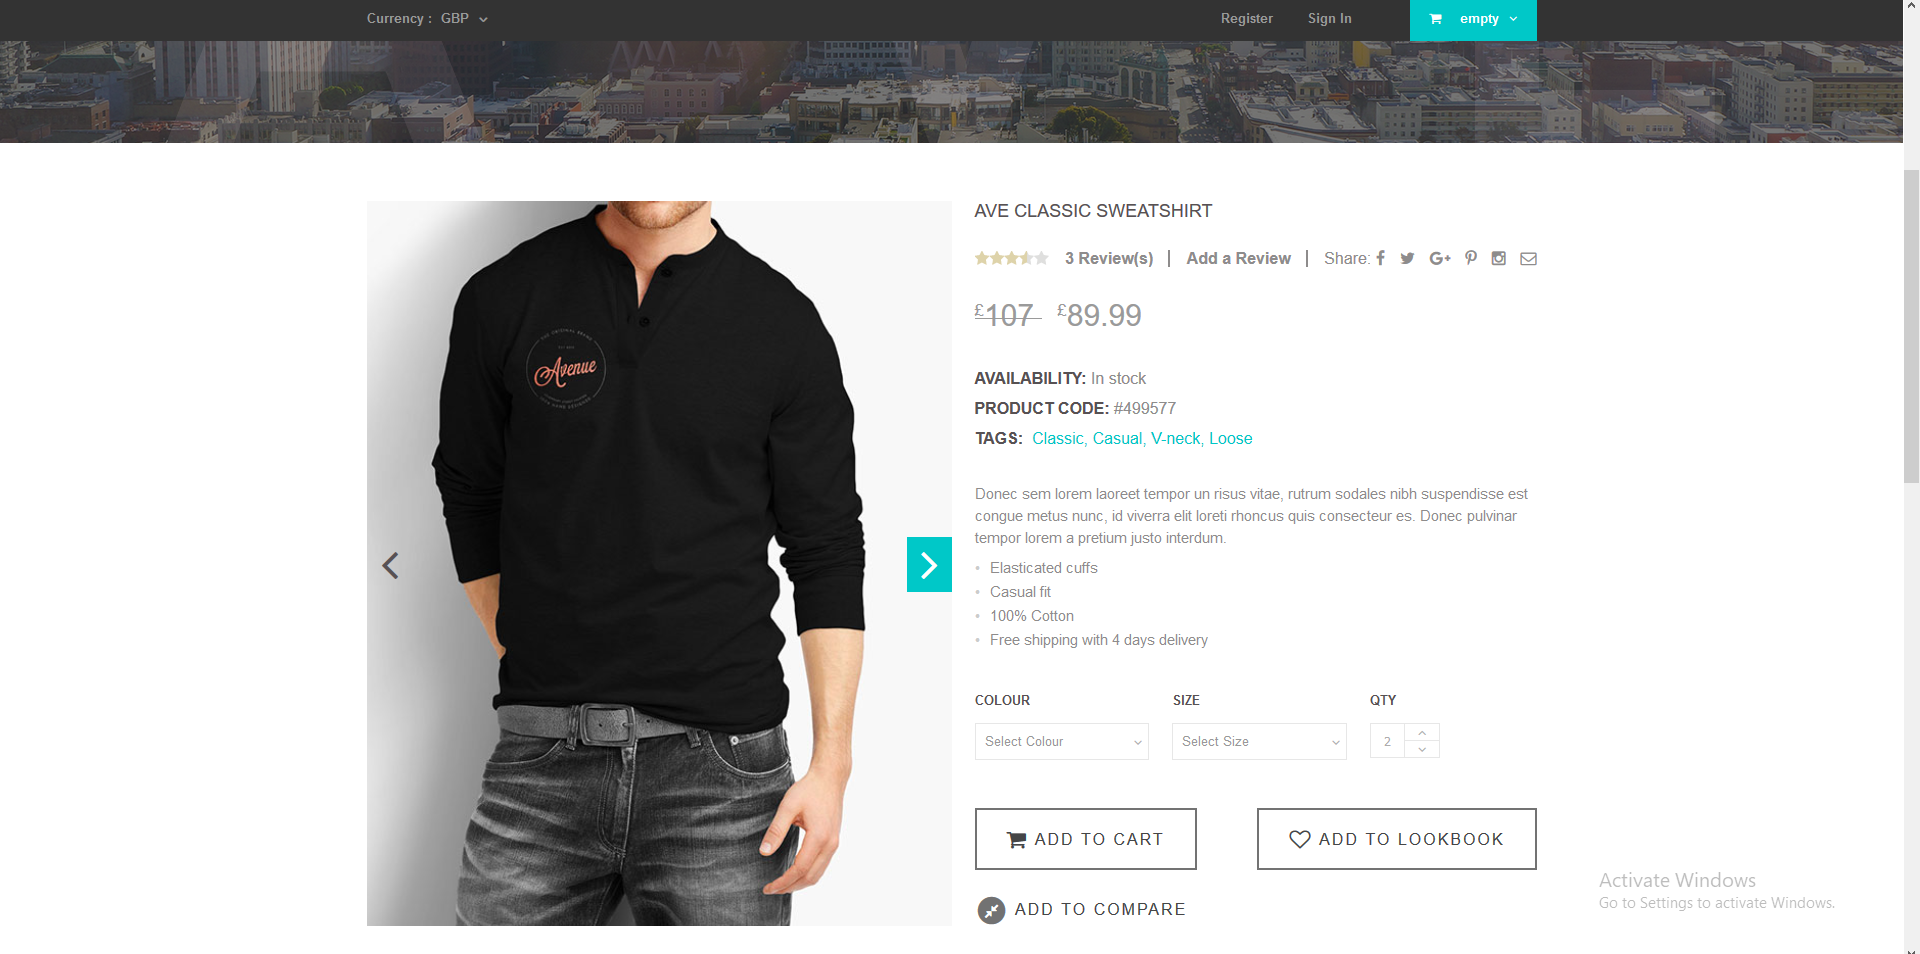 Currency : GBP
Register
Sign In
empty
AVE CLASSIC SWEATSHIRT
3 Review(s) | Add a Review | Share:
£107 £89.99
AVAILABILITY: In stock
PRODUCT CODE: #499577
TAGS: Classic, Casual, V-neck, Loose
Donec sem lorem laoreet tempor un risus vitae, rutrum sodales nibh suspendisse est
congue metus nunc, id viverra elit loreti rhoncus quis consecteur es. Donec pulvinar
tempor lorem a pretium justo interdum.
Elasticated cuffs
Casual fit
100% Cotton
Free shipping with 4 days delivery
COLOUR
SIZE
QTY
Select Colour
Select Size
2
ADD TO CART
ADD TO LOOKBOOK
ADD TO COMPARE
THE ORIGINAL BRAND
Avenue
Activate Windows
Go to Settings to activate Windows.